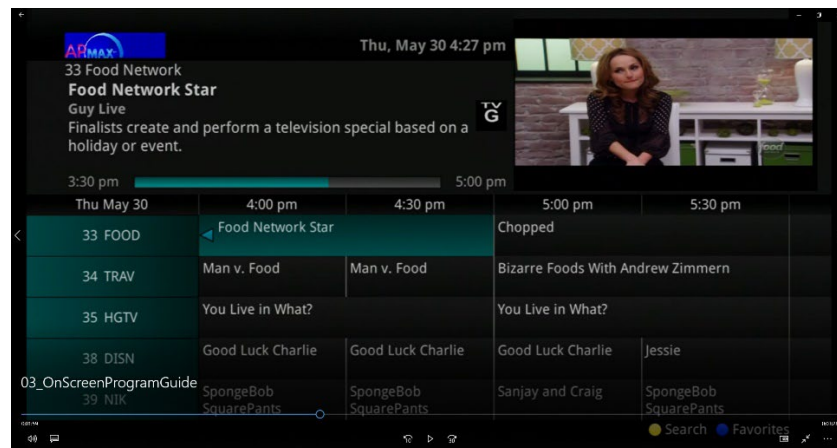 ARMAX
Thu, May 30 4:27 pm
33 Food Network
Food Network Star
Guy Live
Finalists create and perform a television special based on a
holiday or event.
TV
G
food
3:30 pm
5:00 pm
Thu May 30
4:00 pm
4:30 pm
5:00 pm
5:30 pm
33 FOOD
Food Network Star
Chopped
34 TRAV
Man v. Food
Man v. Food
Bizarre Foods With Andrew Zimmern
35 HGTV
You Live in What?
You Live in What?
38 DISN
Good Luck Charlie
Good Luck Charlie
Good Luck Charlie
Jessie
03_OnScreenProgramGuide
39 NIK
SpongeBob
SquarePants
SpongeBob
SquarePants
Sanjay and Craig
SpongeBob
SquarePants
Search
Favorites
10
30